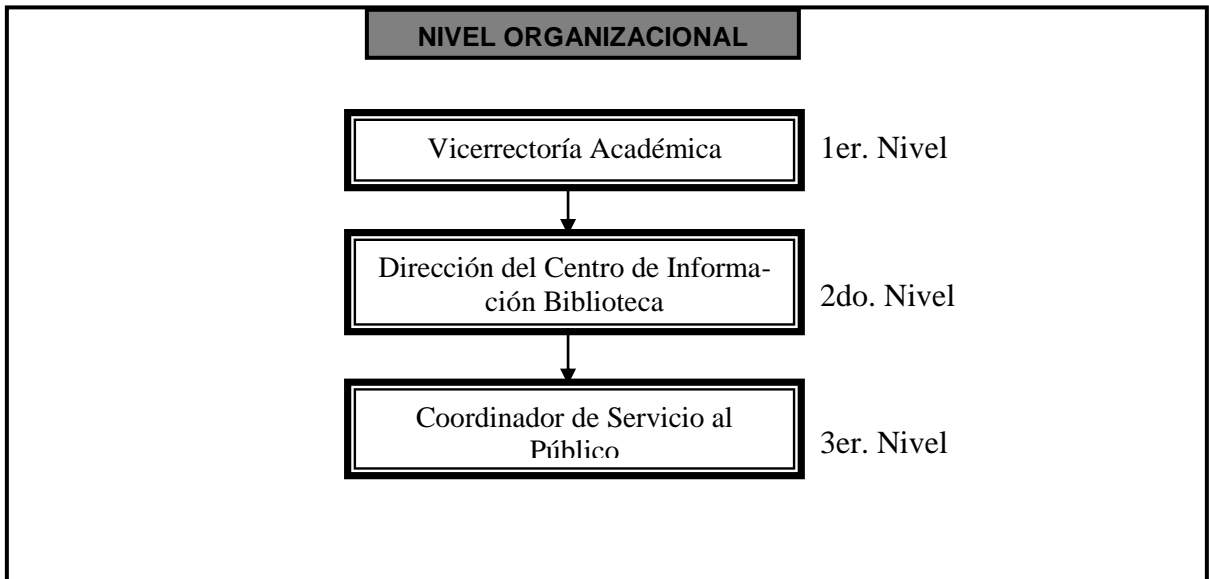 NIVEL ORGANIZACIONAL
Vicerrectoría Académica
1er. Nivel
Dirección del Centro de Informa-
ción Biblioteca
2do. Nivel
Coordinador de Servicio al
Público
3er. Nivel